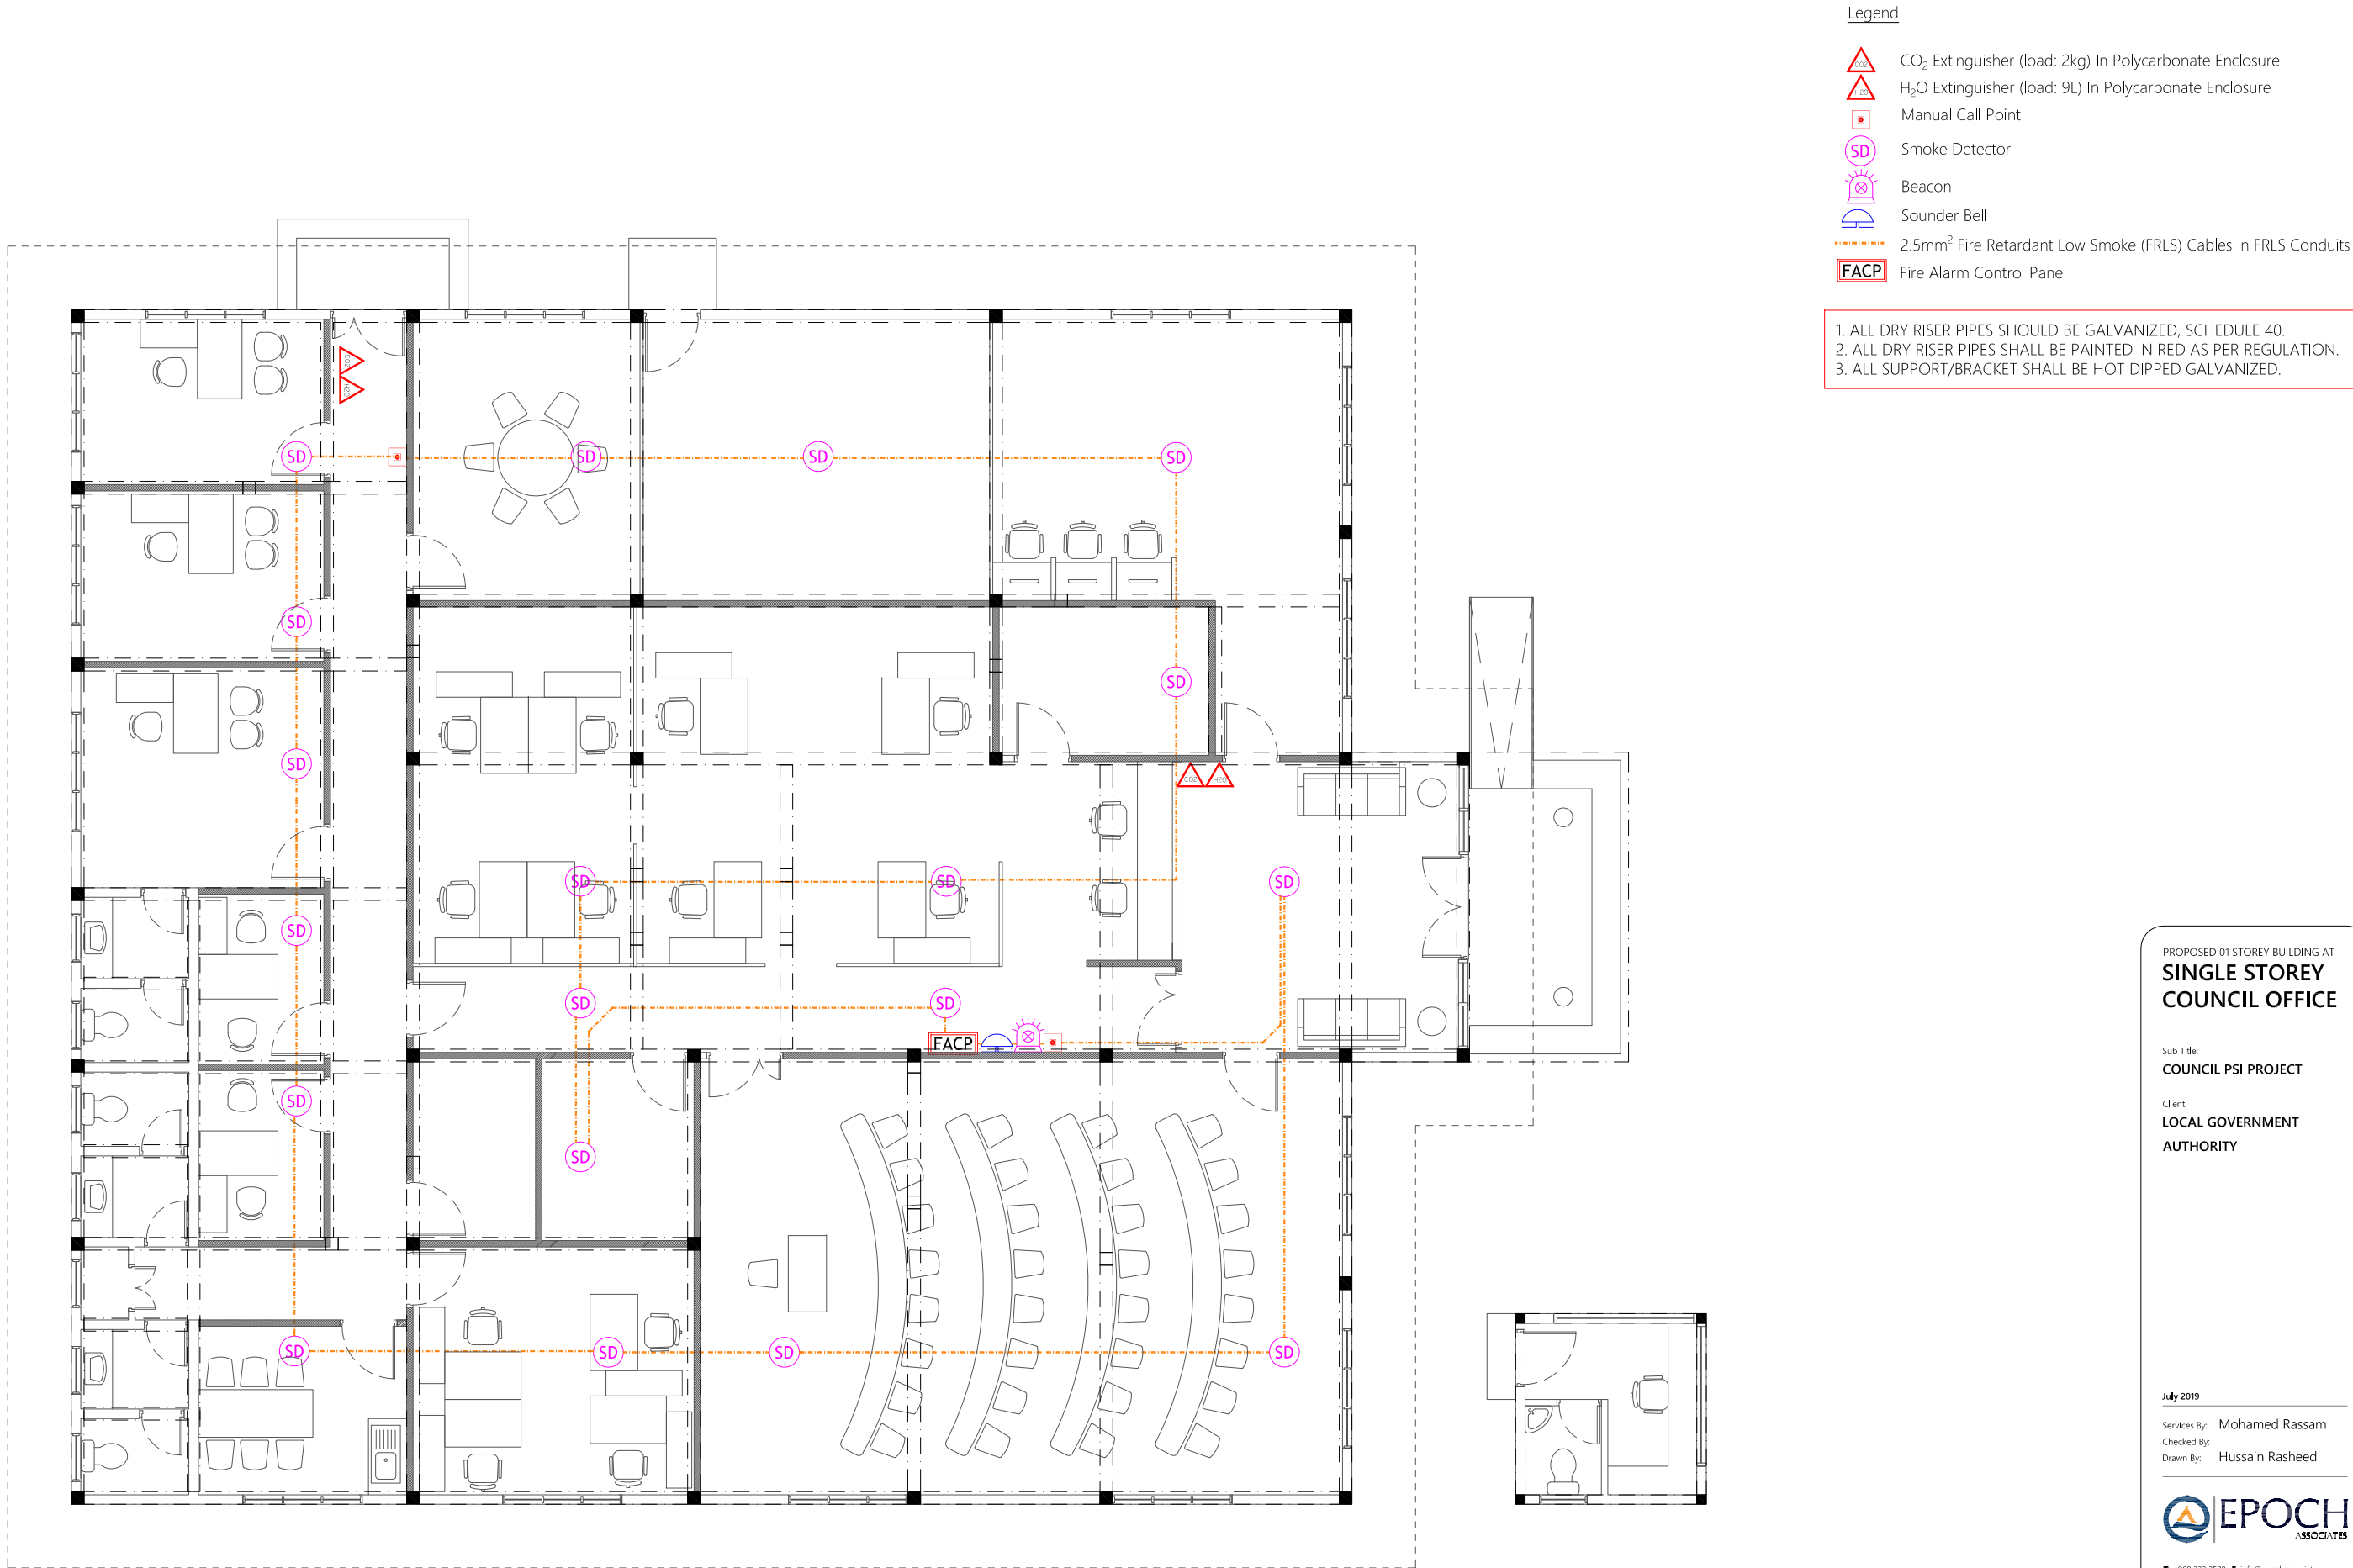 Legend
CO2 Extinguisher (load: 2kg) In Polycarbonate Enclosure
H2O Extinguisher (load: 9L) In Polycarbonate Enclosure
Manual Call Point
SD Smoke Detector
Beacon
Sounder Bell
2.5mm2 Fire Retardant Low Smoke (FRLS) Cables In FRLS Conduits
FACP Fire Alarm Control Panel
1. ALL DRY RISER PIPES SHOULD BE GALVANIZED, SCHEDULE 40.
2. ALL DRY RISER PIPES SHALL BE PAINTED IN RED AS PER REGULATION.
3. ALL SUPPORT/BRACKET SHALL BE HOT DIPPED GALVANIZED.
CO2
H2O
SD SD SD SD
SD
SD
SD
CO2 H2O
SD SD SD
SD
SD SD
FACP
SD
SD
SD SD SD SD
PROPOSED 01 STOREY BUILDING AT
SINGLE STOREY
COUNCIL OFFICE
Sub Title:
COUNCIL PSI PROJECT
Client:
LOCAL GOVERNMENT
AUTHORITY
July 2019
Services By: Mohamed Rassam
Checked By:
Drawn By: Hussain Rasheed
EPOCH
ASSOCIATES